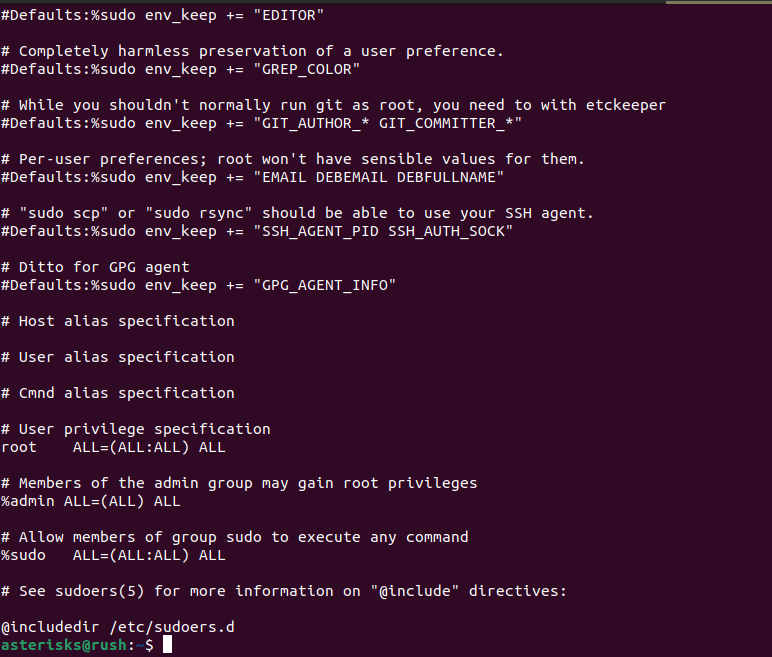 #Defaults:%sudo env_keep += "EDITOR"
# Completely harmless preservation of a user preference.
#Defaults:%sudo env_keep += "GREP_COLOR"
# While you shouldn't normally run git as root, you need to with etckeeper
#Defaults:%sudo env_keep += "GIT_AUTHOR_* GIT_COMMITTER_*"
# Per-user preferences; root won't have sensible values for them.
#Defaults:%sudo env_keep += "EMAIL DEBEMAIL DEBFULLNAME"
# "sudo scp" or "sudo rsync" should be able to use your SSH agent.
#Defaults:%sudo env_keep += "SSH_AGENT_PID SSH_AUTH_SOCK"
# Ditto for GPG agent
#Defaults:%sudo env_keep += "GPG_AGENT_INFO"
# Host alias specification
# User alias specification
# Cmnd alias specification
# User privilege specification
root    ALL=(ALL:ALL) ALL
# Members of the admin group may gain root privileges
%admin ALL=(ALL) ALL
# Allow members of group sudo to execute any command
%sudo   ALL=(ALL:ALL) ALL
# See sudoers(5) for more information on "@include" directives:
@includedir /etc/sudoers.d
asterisks@rush:~$